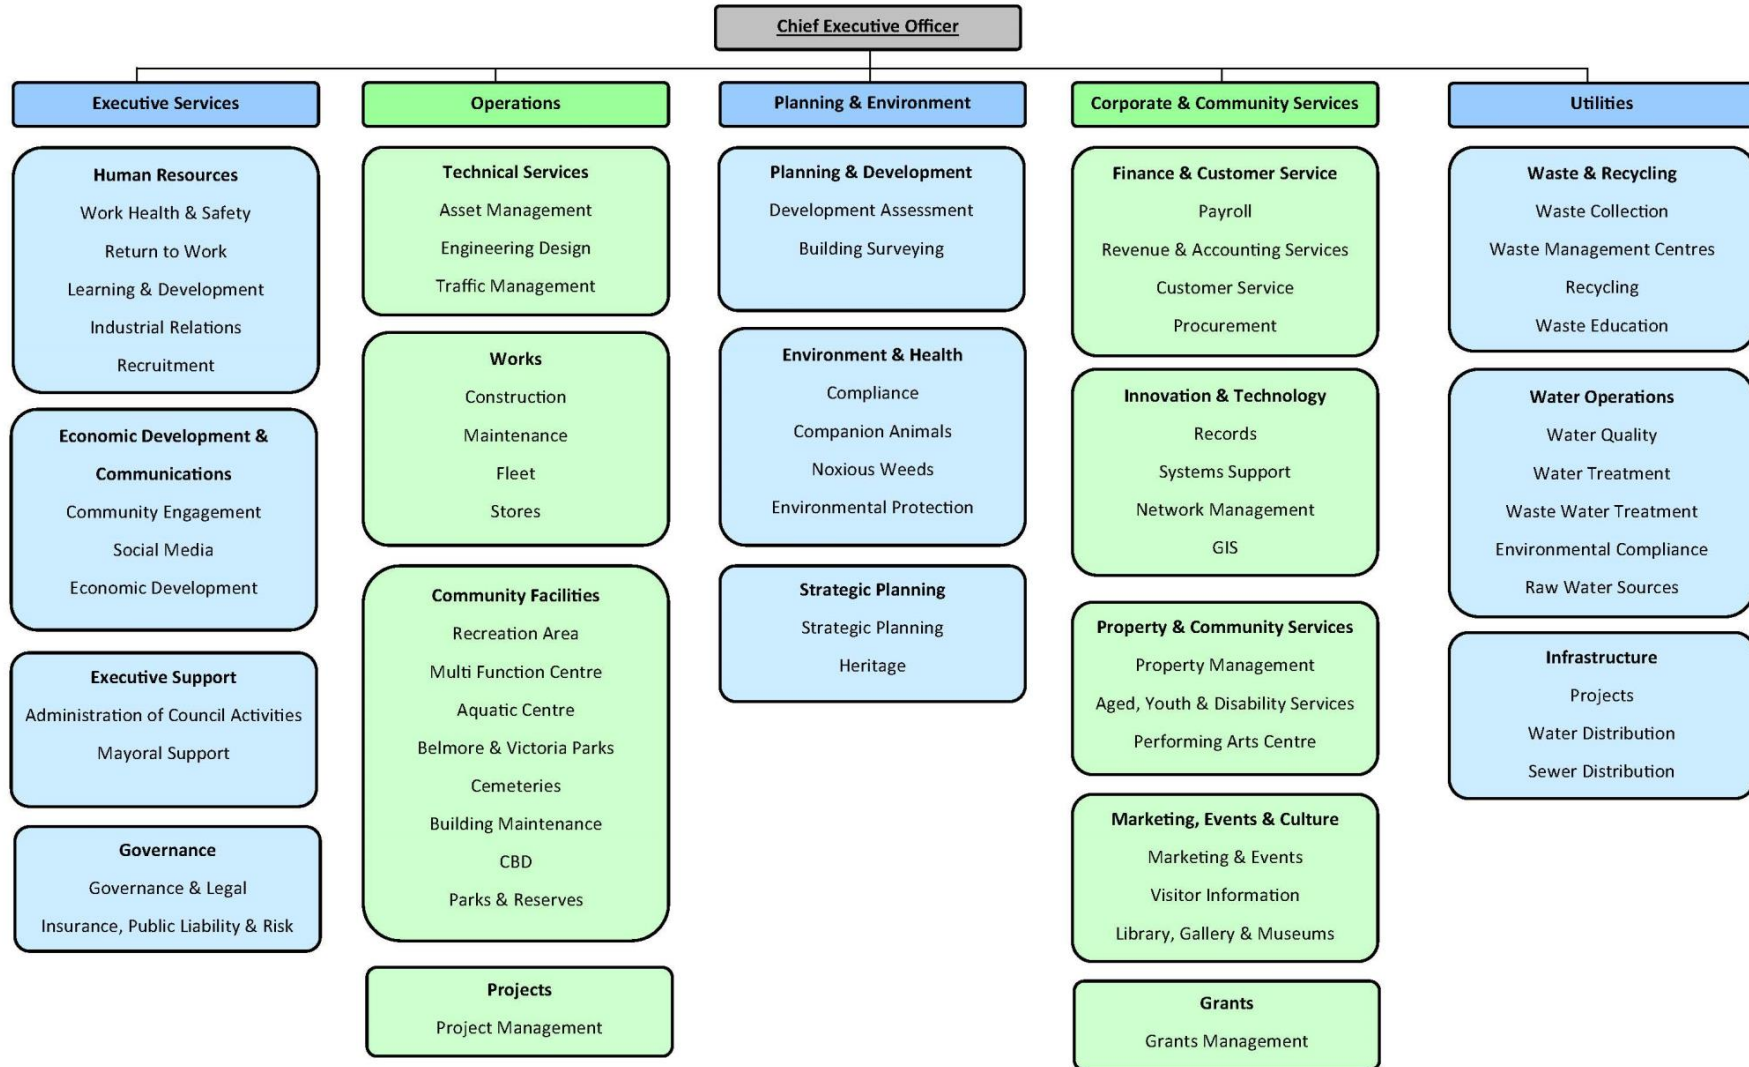 Chief Executive Officer
Executive Services
Human Resources
Work Health & Safety
Return to Work
Learning & Development
Industrial Relations
Recruitment
Economic Development &
Communications
Community Engagement
Social Media
Economic Development
Executive Support
Administration of Council Activities
Mayoral Support
Governance
Governance & Legal
Insurance, Public Liability & Risk
Operations
Technical Services
Asset Management
Engineering Design
Traffic Management
Works
Construction
Maintenance
Fleet
Stores
Community Facilities
Recreation Area
Multi Function Centre
Aquatic Centre
Belmore & Victoria Parks
Cemeteries
Building Maintenance
CBD
Parks & Reserves
Projects
Project Management
Planning & Environment
Planning & Development
Development Assessment
Building Surveying
Environment & Health
Compliance
Companion Animals
Noxious Weeds
Environmental Protection
Strategic Planning
Strategic Planning
Heritage
Corporate & Community Services
Finance & Customer Service
Payroll
Revenue & Accounting Services
Customer Service
Procurement
Innovation & Technology
Records
Systems Support
Network Management
GIS
Property & Community Services
Property Management
Aged, Youth & Disability Services
Performing Arts Centre
Marketing, Events & Culture
Marketing & Events
Visitor Information
Library, Gallery & Museums
Grants
Grants Management
Utilities
Waste & Recycling
Waste Collection
Waste Management Centres
Recycling
Waste Education
Water Operations
Water Quality
Water Treatment
Waste Water Treatment
Environmental Compliance
Raw Water Sources
Infrastructure
Projects
Water Distribution
Sewer Distribution